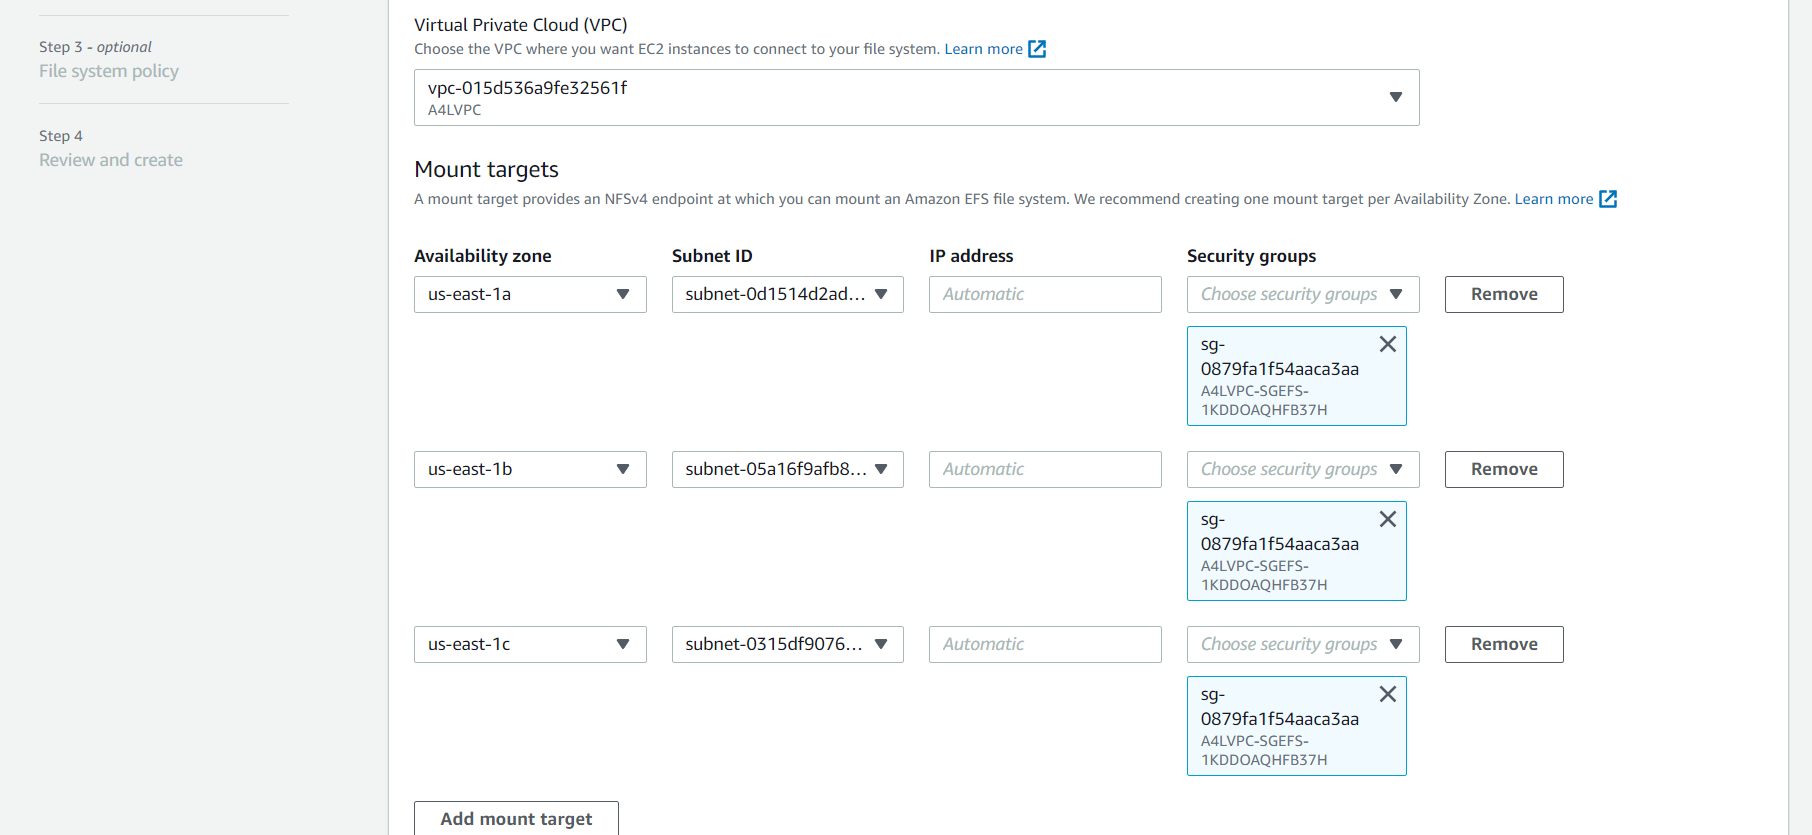 Step 3 - optional
File system policy
Step 4
Review and create
Virtual Private Cloud (VPC)
Choose the VPC where you want EC2 instances to connect to your file system. Learn more
vpc-015d536a9fe32561f
A4LVPC
Mount targets
A mount target provides an NFSv4 endpoint at which you can mount an Amazon EFS file system. We recommend creating one mount target per Availability Zone. Learn more
Availability zone Subnet ID IP address Security groups
us-east-1a subnet-0d1514d2ad... Automatic Choose security groups Remove
sg-
0879fa1f54aaca3aa
A4LVPC-SGEFS-
1KDDOAQHFB37H
us-east-1b subnet-05a16f9afb8... Automatic Choose security groups Remove
sg-
0879fa1f54aaca3aa
A4LVPC-SGEFS-
1KDDOAQHFB37H
us-east-1c subnet-0315df9076... Automatic Choose security groups Remove
sg-
0879fa1f54aaca3aa
A4LVPC-SGEFS-
1KDDOAQHFB37H
Add mount target